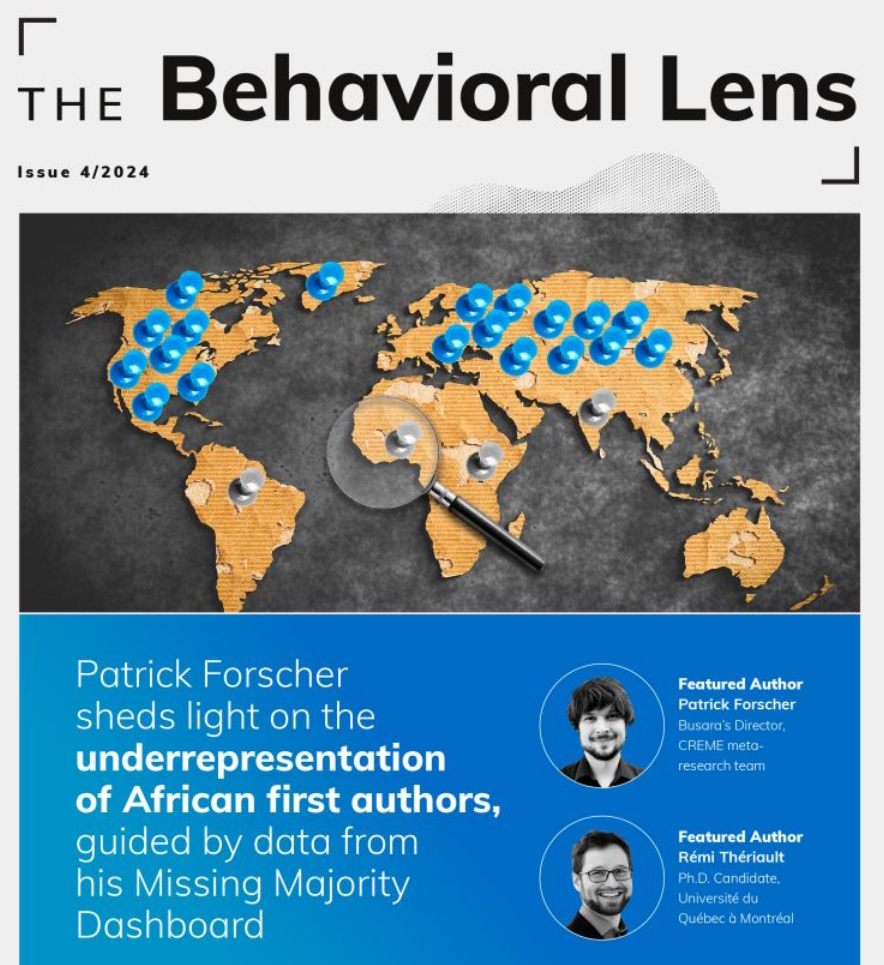 THE Behavioral Lens
Issue 4/2024
Patrick Forscher
sheds light on the
underrepresentation
of African first authors,
guided by data from
his Missing Majority
Dashboard
Featured Author
Patrick Forscher
Busara's Director,
CREME meta-
research team
Featured Author
Rémi Thériault
Ph.D. Candidate,
Université du
Québec à Montréal